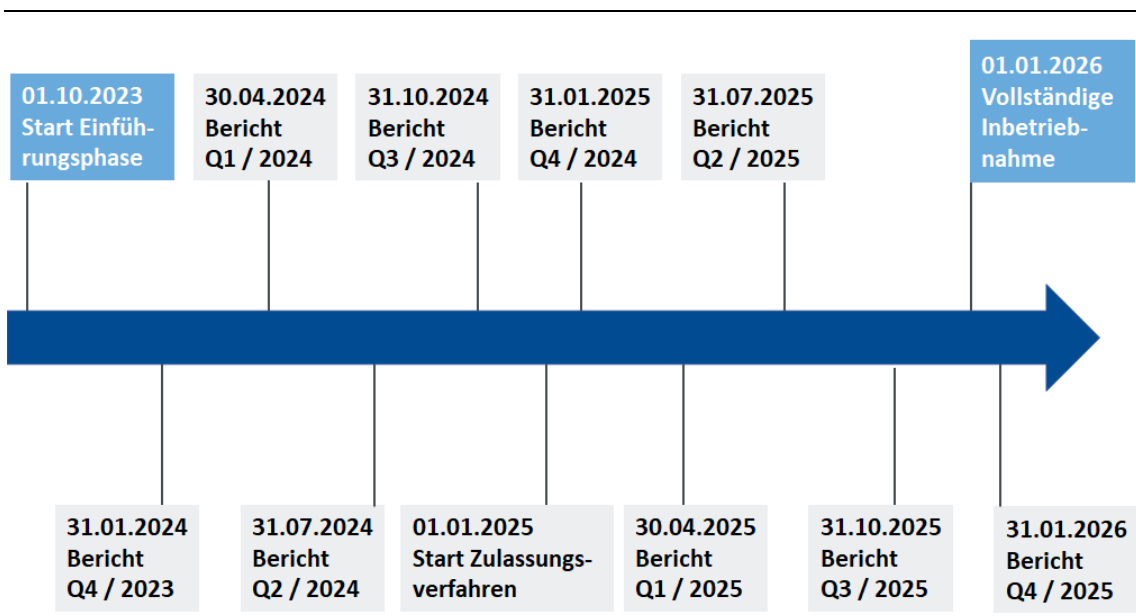 01.10.2023
Start Einfüh-
rungsphase
30.04.2024
Bericht
Q1 / 2024
31.10.2024
Bericht
Q3 / 2024
31.01.2025
Bericht
Q4 / 2024
31.07.2025
Bericht
Q2 / 2025
01.01.2026
Vollständige
Inbetrieb-
nahme
31.01.2024
Bericht
Q4 / 2023
31.07.2024
Bericht
Q2 / 2024
01.01.2025
Start Zulassungs-
verfahren
30.04.2025
Bericht
Q1 / 2025
31.10.2025
Bericht
Q3 / 2025
31.01.2026
Bericht
Q4 / 2025